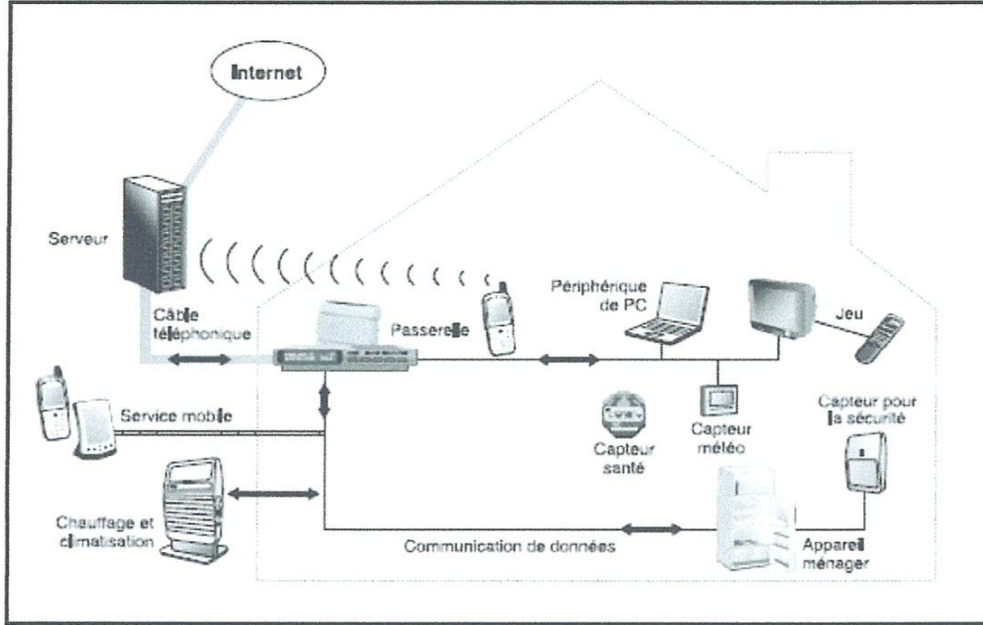 Internet
Serveur
Câble
téléphonique
Passerelle
Périphérique
de PC
Jeu
Service mobile
Capteur
santé
Capteur
météo
Capteur pour
la sécurité
Chauffage et
climatisation
Communication de données
Appareil
ménager